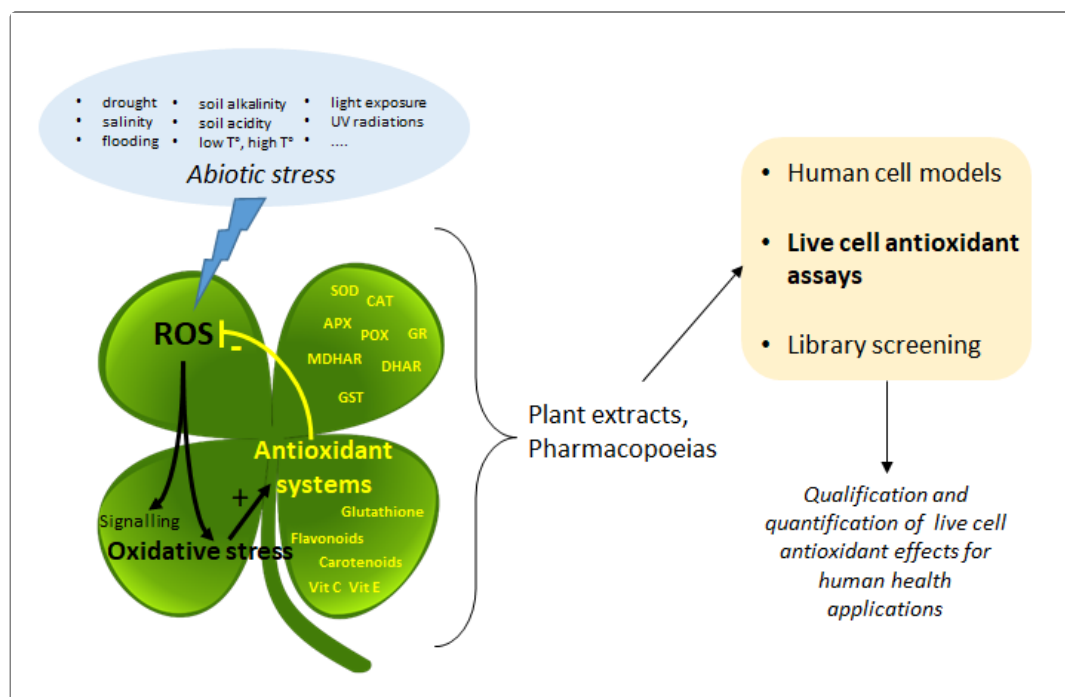 • drought • soil alkalinity • light exposure
• salinity soil acidity • UV radiations
• flooding • low T°, high T° • ....
Abiotic stress
ROS
-
SOD
CAT
APX
POX
GR
MDHAR
DHAR
GST
Antioxidant
systems
+
Signalling
Oxidative stress
Glutathione
Flavonoids
Carotenoids
Vit C Vit E
Plant extracts,
Pharmacopoeias
• Human cell models
• Live cell antioxidant
assays
• Library screening
Qualification and
quantification of live cell
antioxidant effects for
human health
applications